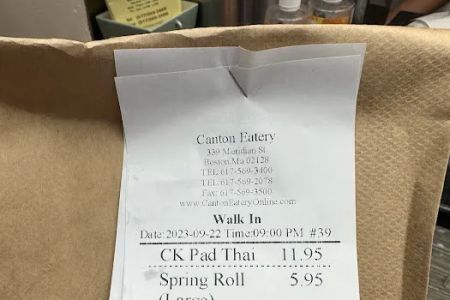 Canton Eatery
339 Meridian St
Boston,Ma 02128
TEL:617-569-3400
TEL:617-569-2078
Fax: 617-569-3500
www.CantonEateryOnline.com
Walk In
Date:2023-09-22 Time:09:00 PM #39
CK Pad Thai 11.95
Spring Roll 5.95
(Large)